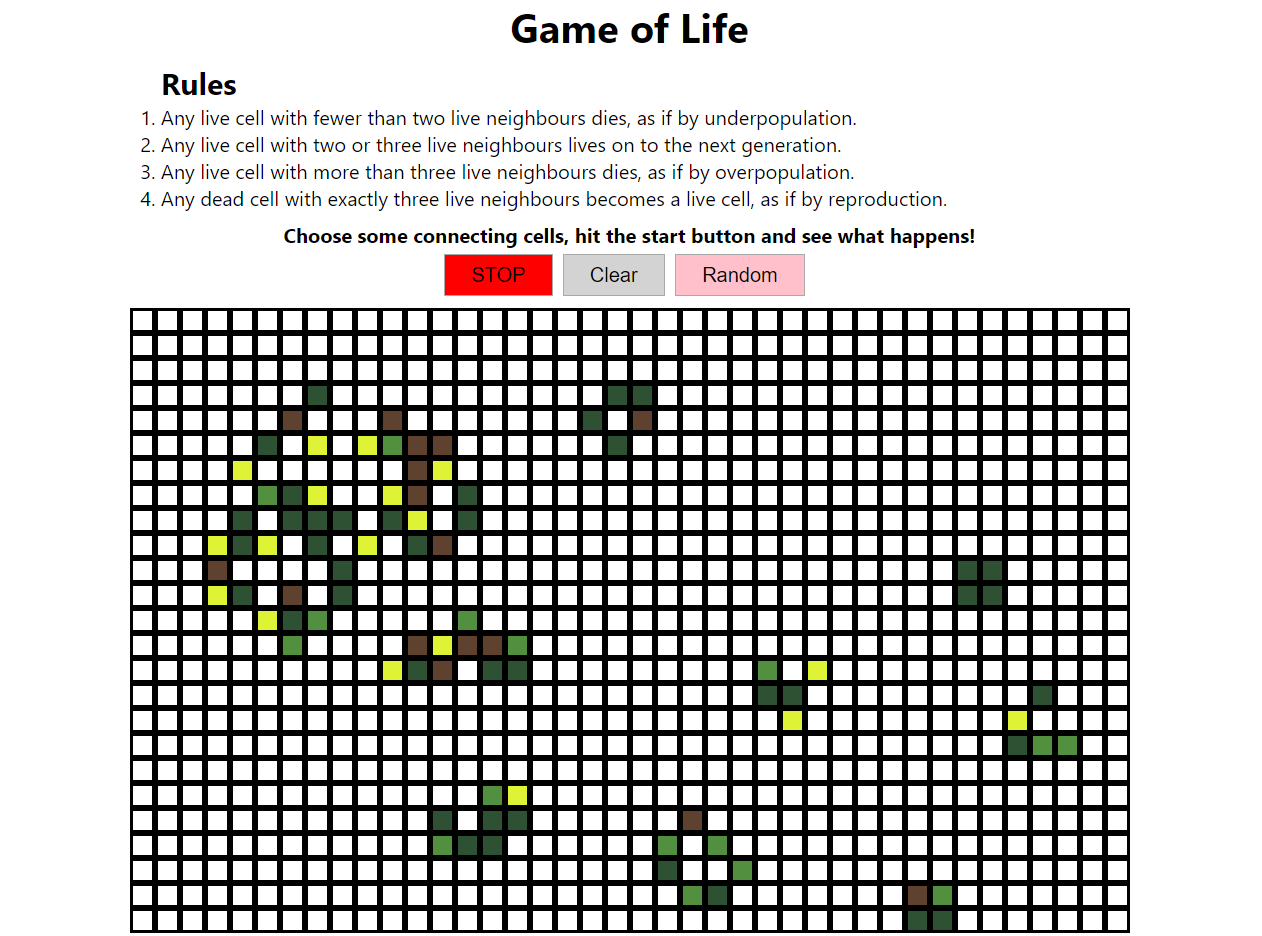 Game of Life
Rules
1. Any live cell with fewer than two live neighbours dies, as if by underpopulation.
2. Any live cell with two or three live neighbours lives on to the next generation.
3. Any live cell with more than three live neighbours dies, as if by overpopulation.
4. Any dead cell with exactly three live neighbours becomes a live cell, as if by reproduction.
Choose some connecting cells, hit the start button and see what happens!
STOP Clear Random